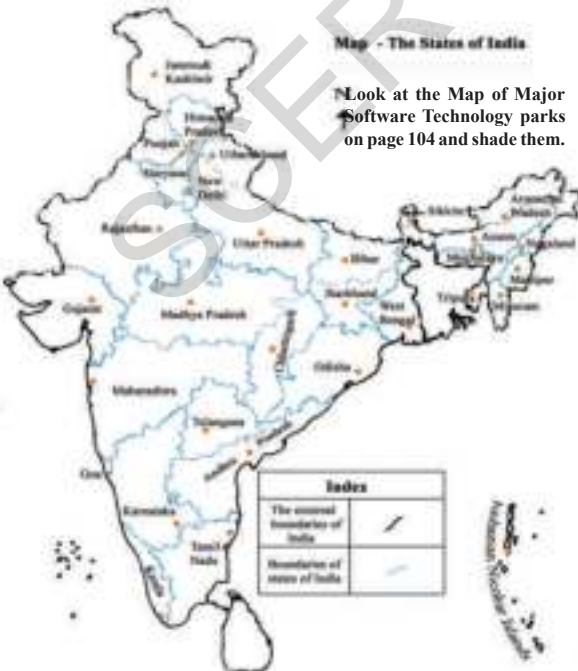 Map - The States of India
Look at the Map of Major
Software Technology parks
on page 104 and shade them.
SCER
Jammu &
Kashmir
Himachal
Pradesh
Punjab
Uttarakhand
Haryana
New
Delhi
Rajasthan
Uttar Pradesh
Sikkim
Arunachal
Pradesh
Assam
Nagaland
Meghalaya
Manipur
Mizoram
Tripura
Bihar
Jharkhand
West
Bengal
Gujarat
Madhya Pradesh
Chhattisgarh
Odisha
Maharashtra
Telangana
Andhra Pradesh
Goa
Karnataka
Tamil
Nadu
Kerala
Index
The external
boundaries of
India
Boundaries of
states of India
Andaman Nicobar Islands